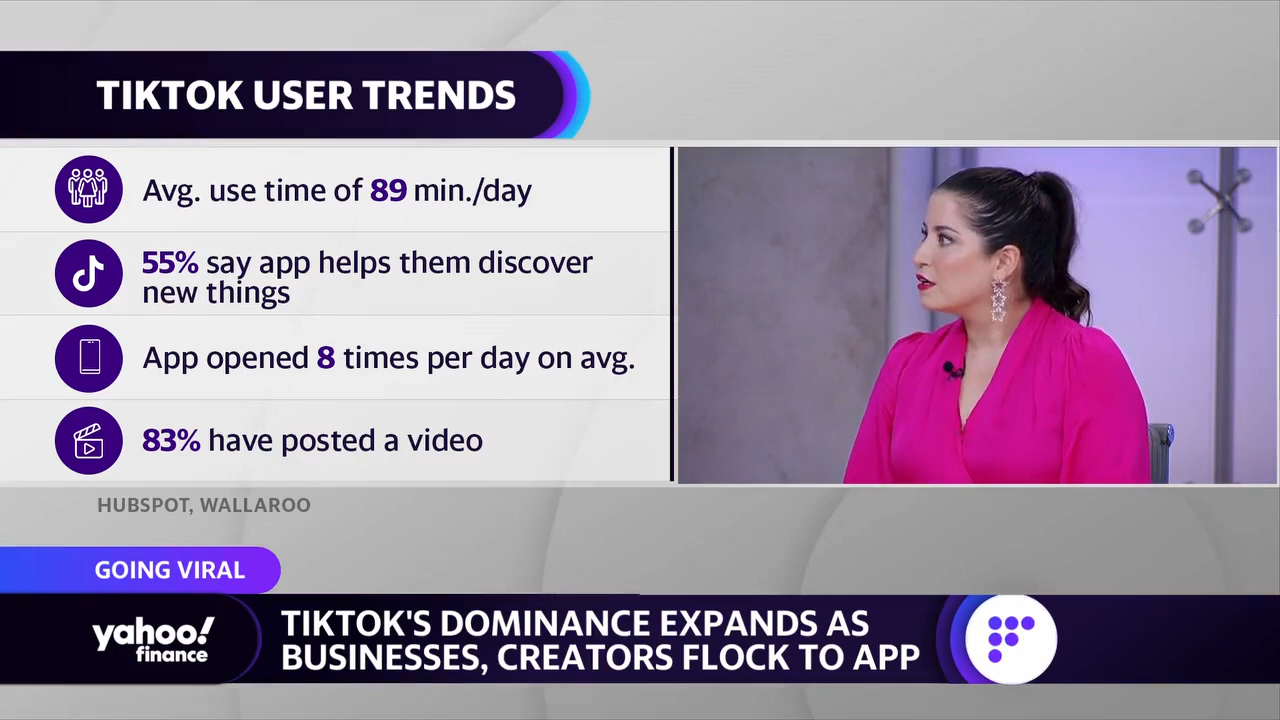 TIKTOK USER TRENDS
Avg. use time of 89 min./day
55% say app helps them discover
new things
App opened 8 times per day on avg.
83% have posted a video
HUBSPOT, WALLAROO
GOING VIRAL
yahoo!
finance
TIKTOK'S DOMINANCE EXPANDS AS
BUSINESSES, CREATORS FLOCK TO APP